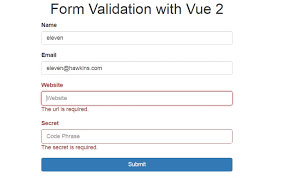 Form Validation with Vue 2
Name
eleven
Email
eleven@hawkins.com
Website
Website
The url is required.
Secret
Code Phrase
The secret is required.
Submit